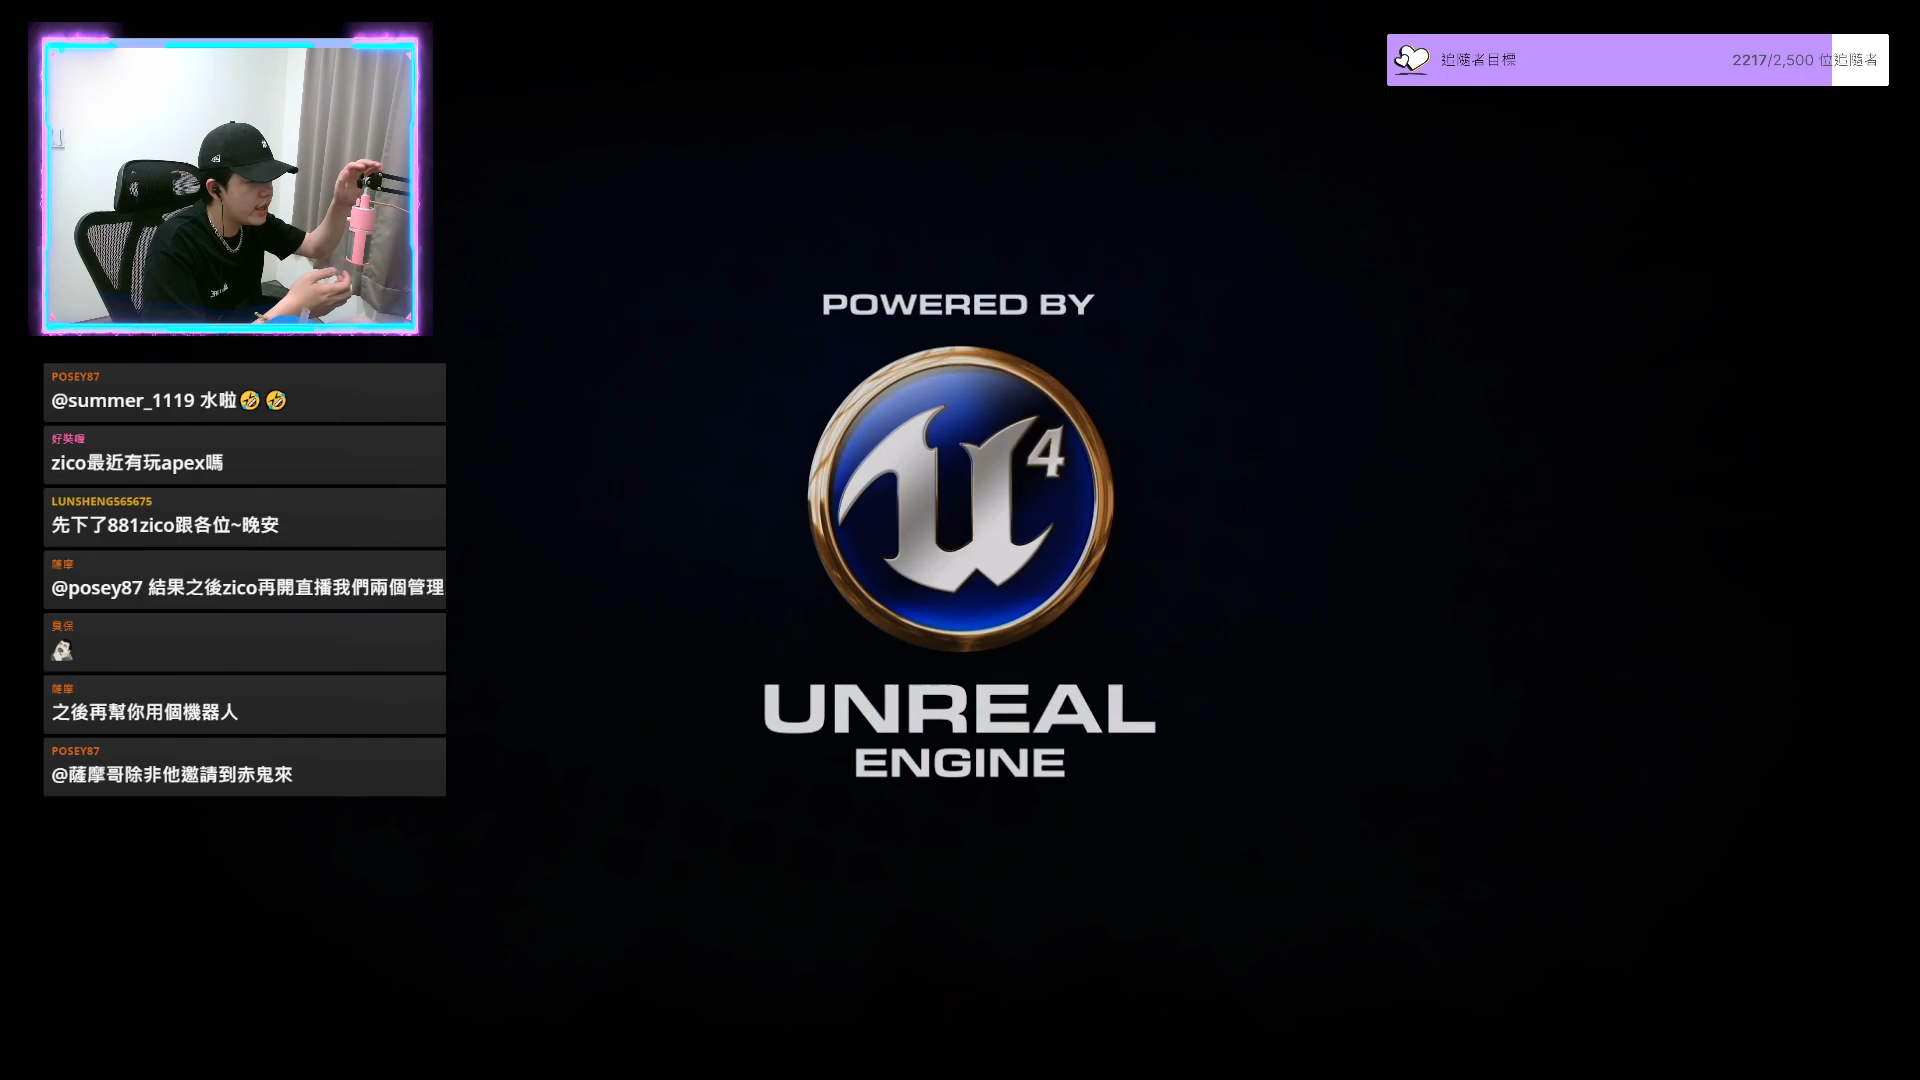 追隨者目標
2217/2,500 位追隨者
POSEY87
@summer_1119 水啦🤣 🤣
好奘喔
zico最近有玩apex嗎
LUNSHENG565675
先下了881zico跟各位~晚安
薩摩
@posey87 結果之後zico再開直播我們兩個管理
臭保
薩摩
之後再幫你用個機器人
POSEY87
@薩摩哥除非他邀請到赤鬼來
POWERED BY
4
UNREAL
ENGINE